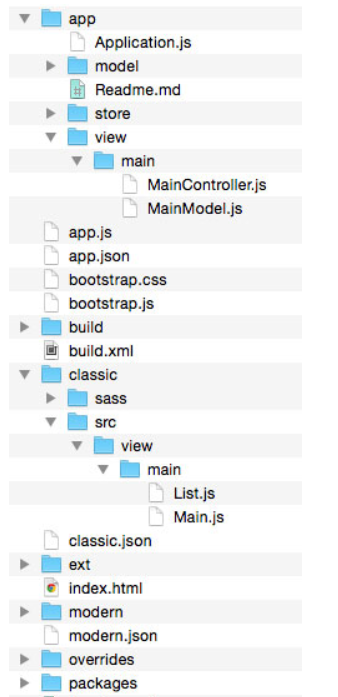 app
Application.js
model
Readme.md
store
view
main
MainController.js
MainModel.js
app.js
app.json
bootstrap.css
bootstrap.js
build
build.xml
classic
sass
src
view
main
List.js
Main.js
classic.json
ext
index.html
modern
modern.json
overrides
packages